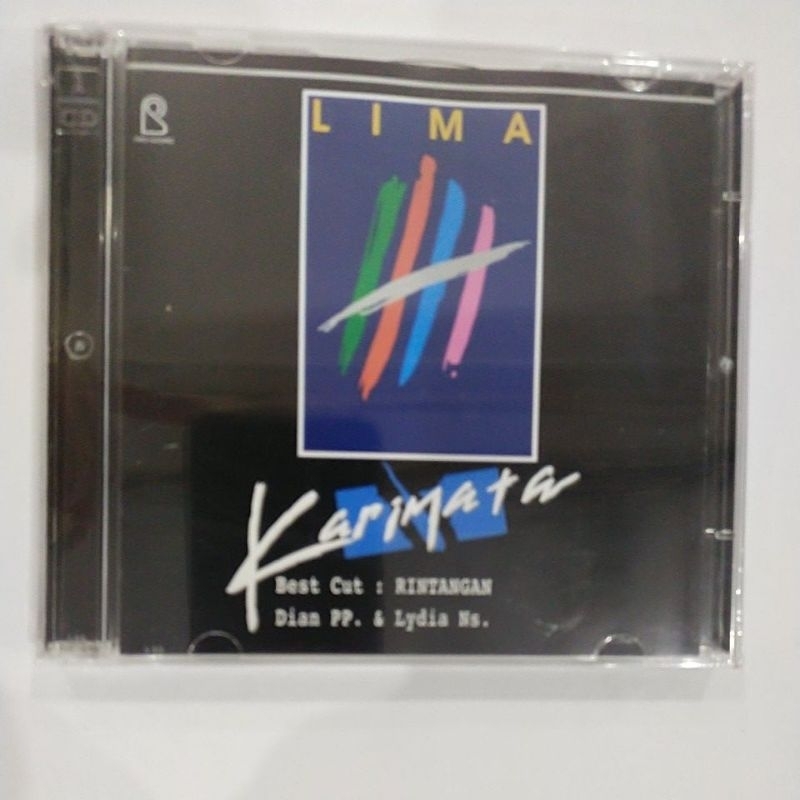 LIMA
Karimata
Best Cut : RINTANGAN
Dian PP. & Lydia Ns.